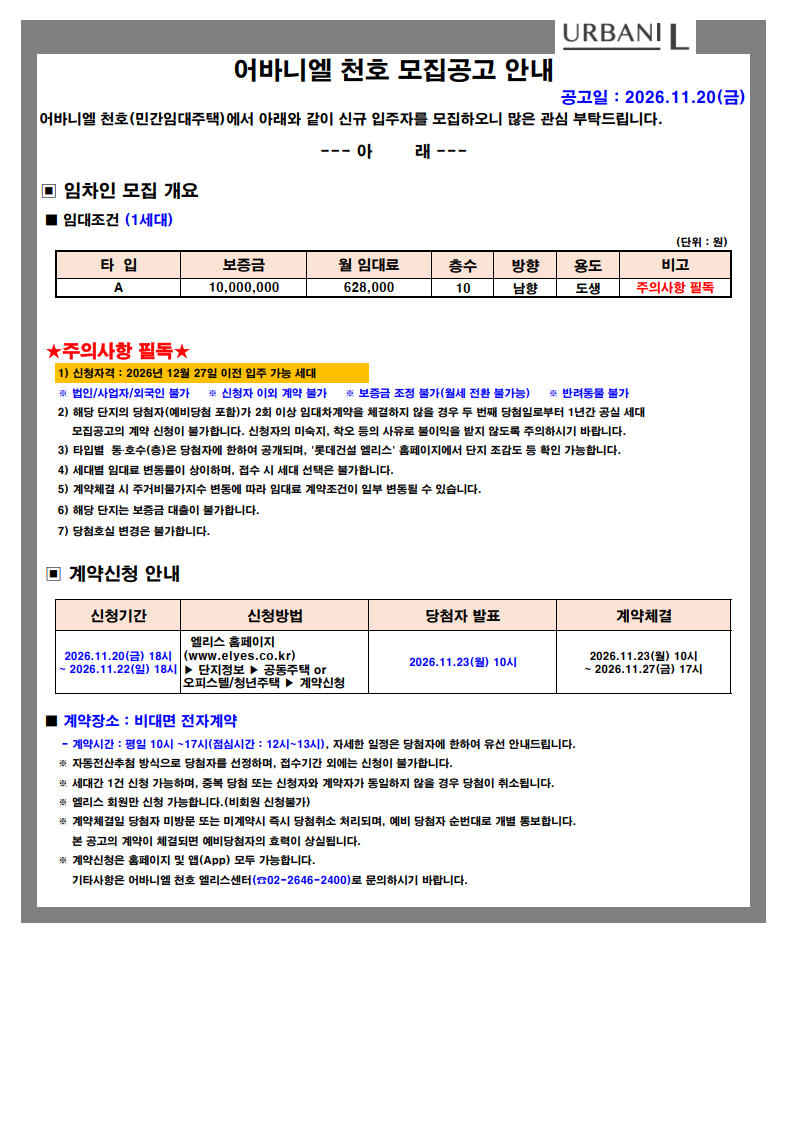 URBANI L
어바니엘 천호 모집공고 안내
공고일 : 2026.11.20(금)
어바니엘 천호(민간임대주택)에서 아래와 같이 신규 입주자를 모집하오니 많은 관심 부탁드립니다.
--- 아 래 ---
▣ 임차인 모집 개요
■ 임대조건 (1세대)
(단위 : 원)
타 입 보증금 월 임대료 층수 방향 용도 비고
A 10,000,000 628,000 10 남향 도생 주의사항 필독
★주의사항 필독★
1) 신청자격 : 2026년 12월 27일 이전 입주 가능 세대
※ 법인/사업자/외국인 불가 ※ 신청자 이외 계약 불가 ※ 보증금 조정 불가(월세 전환 불가능) ※ 반려동물 불가
2) 해당 단지의 당첨자(예비당첨 포함)가 2회 이상 임대차계약을 체결하지 않을 경우 두 번째 당첨일로부터 1년간 공실 세대
모집공고의 계약 신청이 불가합니다. 신청자의 미숙지, 착오 등의 사유로 불이익을 받지 않도록 주의하시기 바랍니다.
3) 타입별 동·호수(층)은 당첨자에 한하여 공개되며, '롯데건설 엘리스' 홈페이지에서 단지 조감도 등 확인 가능합니다.
4) 세대별 임대료 변동률이 상이하며, 접수 시 세대 선택은 불가합니다.
5) 계약체결 시 주거비물가지수 변동에 따라 임대료 계약조건이 일부 변동될 수 있습니다.
6) 해당 단지는 보증금 대출이 불가합니다.
7) 당첨호실 변경은 불가합니다.
▣ 계약신청 안내
신청기간 신청방법 당첨자 발표 계약체결
2026.11.20(금) 18시
~ 2026.11.22(일) 18시
엘리스 홈페이지
(www.elyes.co.kr)
▶ 단지정보 ▶ 공동주택 or
오피스텔/청년주택 ▶ 계약신청
2026.11.23(월) 10시
2026.11.23(월) 10시
~ 2026.11.27(금) 17시
■ 계약장소 : 비대면 전자계약
- 계약시간 : 평일 10시 ~17시(점심시간 : 12시~13시), 자세한 일정은 당첨자에 한하여 유선 안내드립니다.
※ 자동전산추첨 방식으로 당첨자를 선정하며, 접수기간 외에는 신청이 불가합니다.
※ 세대간 1건 신청 가능하며, 중복 당첨 또는 신청자와 계약자가 동일하지 않을 경우 당첨이 취소됩니다.
※ 엘리스 회원만 신청 가능합니다.(비회원 신청불가)
※ 계약체결일 당첨자 미방문 또는 미계약시 즉시 당첨취소 처리되며, 예비 당첨자 순번대로 개별 통보합니다.
본 공고의 계약이 체결되면 예비당첨자의 효력이 상실됩니다.
※ 계약신청은 홈페이지 및 앱(App) 모두 가능합니다.
기타사항은 어바니엘 천호 엘리스센터(☎02-2646-2400)로 문의하시기 바랍니다.